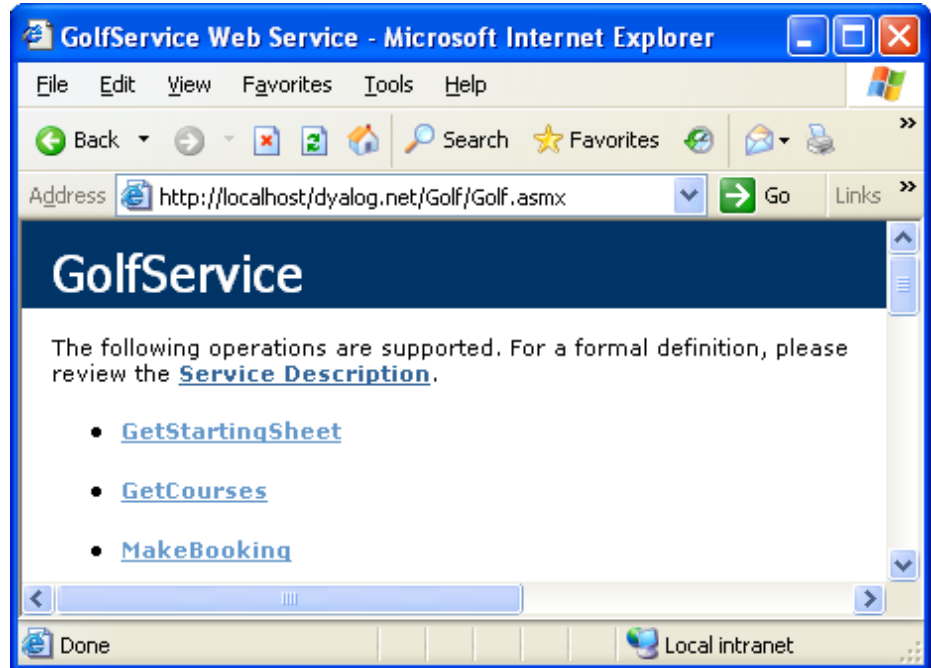 GolfService Web Service - Microsoft Internet Explorer
File Edit View Favorites Tools Help
Back Search Favorites »
Address http://localhost/dyalog.net/Golf/Golf.asmx Go Links »
GolfService
The following operations are supported. For a formal definition, please
review the Service Description.
• GetStartingSheet
• GetCourses
• MakeBooking
Done Local intranet